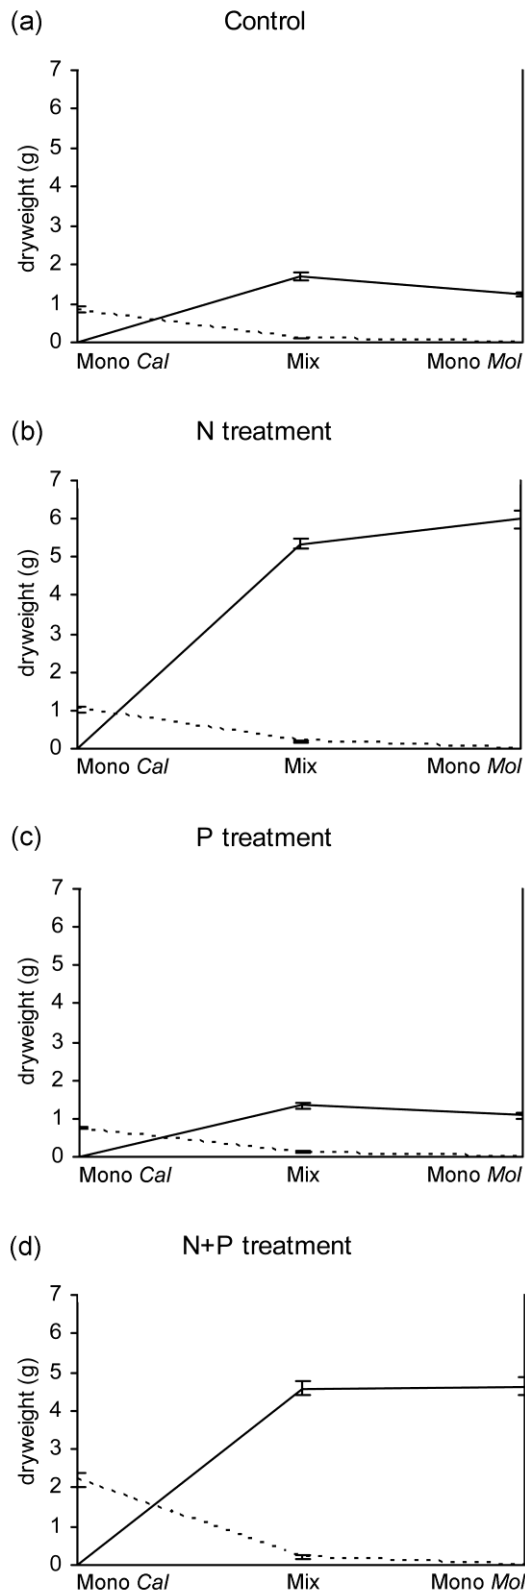 (a) Control
7
6
5
4
3
2
1
0
dryweight (g)
Mono Cal Mix Mono Mol
(b) N treatment
7
6
5
4
3
2
1
0
dryweight (g)
Mono Cal Mix Mono Mol
(c) P treatment
7
6
5
4
3
2
1
0
dryweight (g)
Mono Cal Mix Mono Mol
(d) N+P treatment
7
6
5
4
3
2
1
0
dryweight (g)
Mono Cal Mix Mono Mol